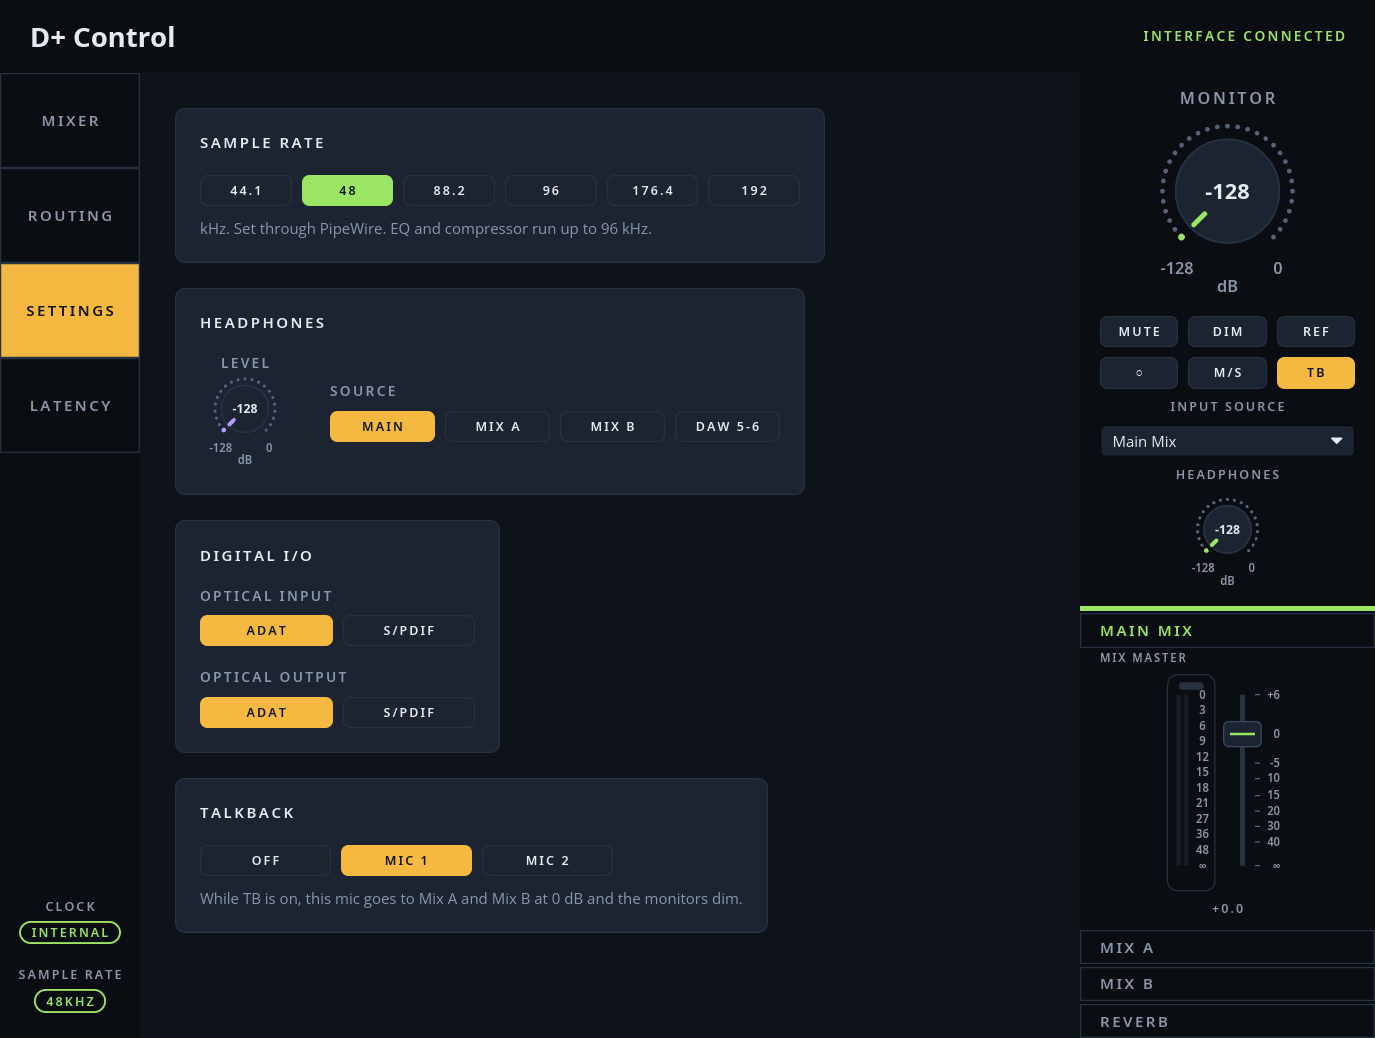 D+ Control
INTERFACE CONNECTED
MIXER
ROUTING
SETTINGS
LATENCY
CLOCK
INTERNAL
SAMPLE RATE
48KHZ
SAMPLE RATE
44.1 48 88.2 96 176.4 192
kHz. Set through PipeWire. EQ and compressor run up to 96 kHz.
HEADPHONES
LEVEL
-128
-128 0
dB
SOURCE
MAIN MIX A MIX B DAW 5-6
DIGITAL I/O
OPTICAL INPUT
ADAT S/PDIF
OPTICAL OUTPUT
ADAT S/PDIF
TALKBACK
OFF MIC 1 MIC 2
While TB is on, this mic goes to Mix A and Mix B at 0 dB and the monitors dim.
MONITOR
-128
-128 0
dB
MUTE DIM REF
○ M/S TB
INPUT SOURCE
Main Mix
HEADPHONES
-128
-128 0
dB
MAIN MIX
MIX MASTER
0
3
6
9
12
15
18
21
27
36
48
∞
+6
0
-5
10
15
20
30
40
∞
+0.0
MIX A
MIX B
REVERB